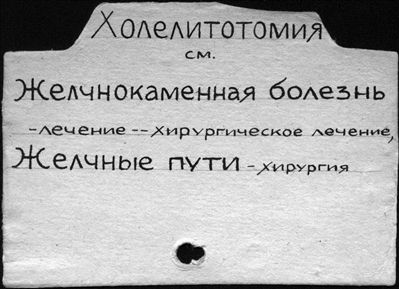 Холелитотомия
см.
Желчнокаменная болезнь
-лечение--хирургическое лечение,
Желчные пути - хирургия